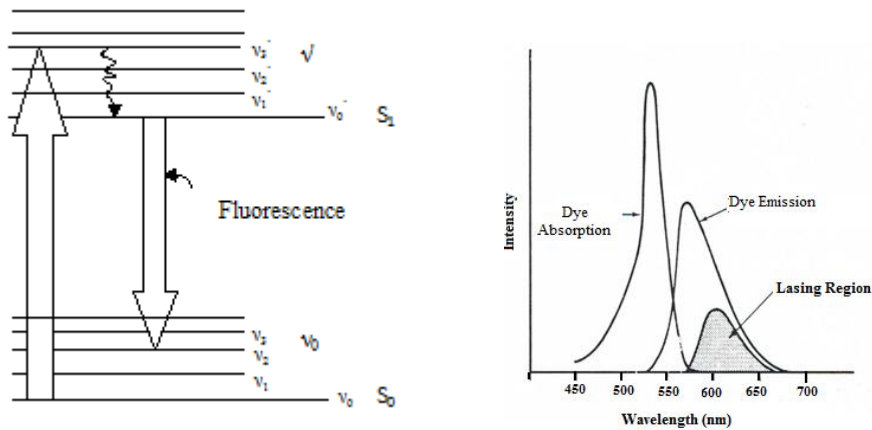 ν₃′
√
ν₂′
ν₁′
ν₀′ S₁
Fluorescence
ν₃
ν₀
ν₂
ν₁
ν₀ S₀
Intensity
Dye
Absorption
Dye Emission
Lasing Region
450 500 550 600 650 700
Wavelength (nm)